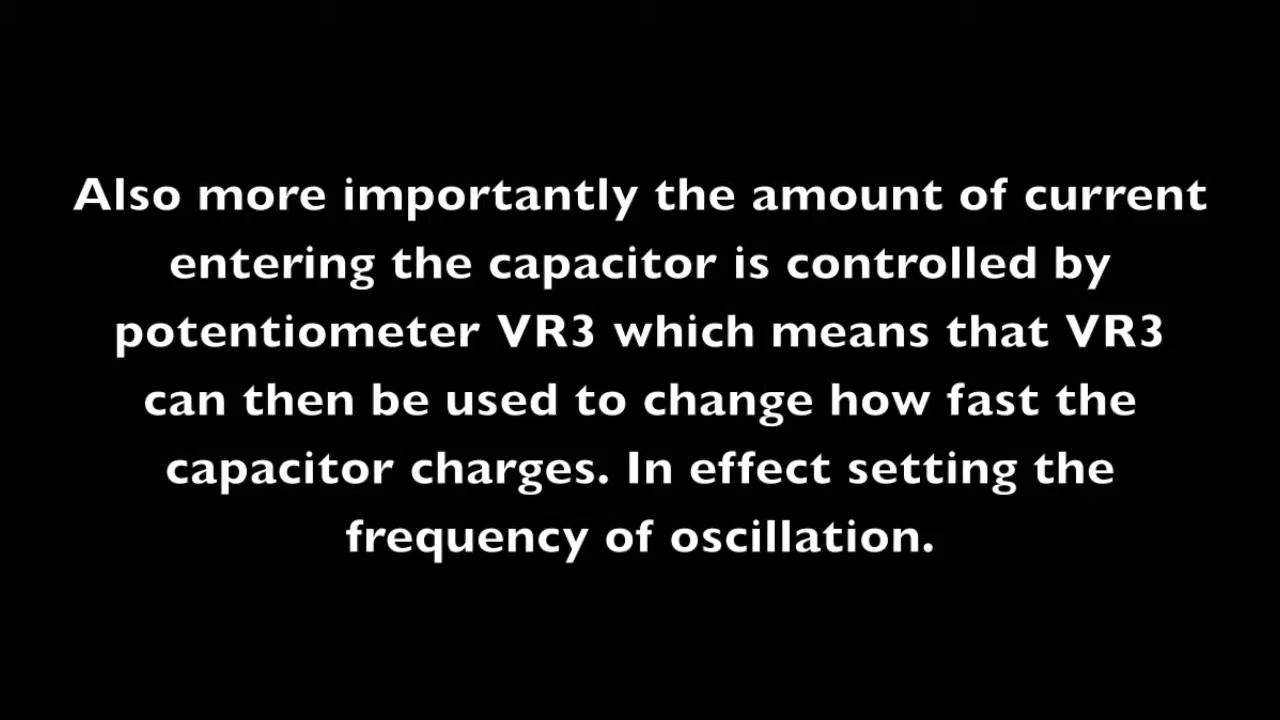 Also more importantly the amount of current
entering the capacitor is controlled by
potentiometer VR3 which means that VR3
can then be used to change how fast the
capacitor charges. In effect setting the
frequency of oscillation.